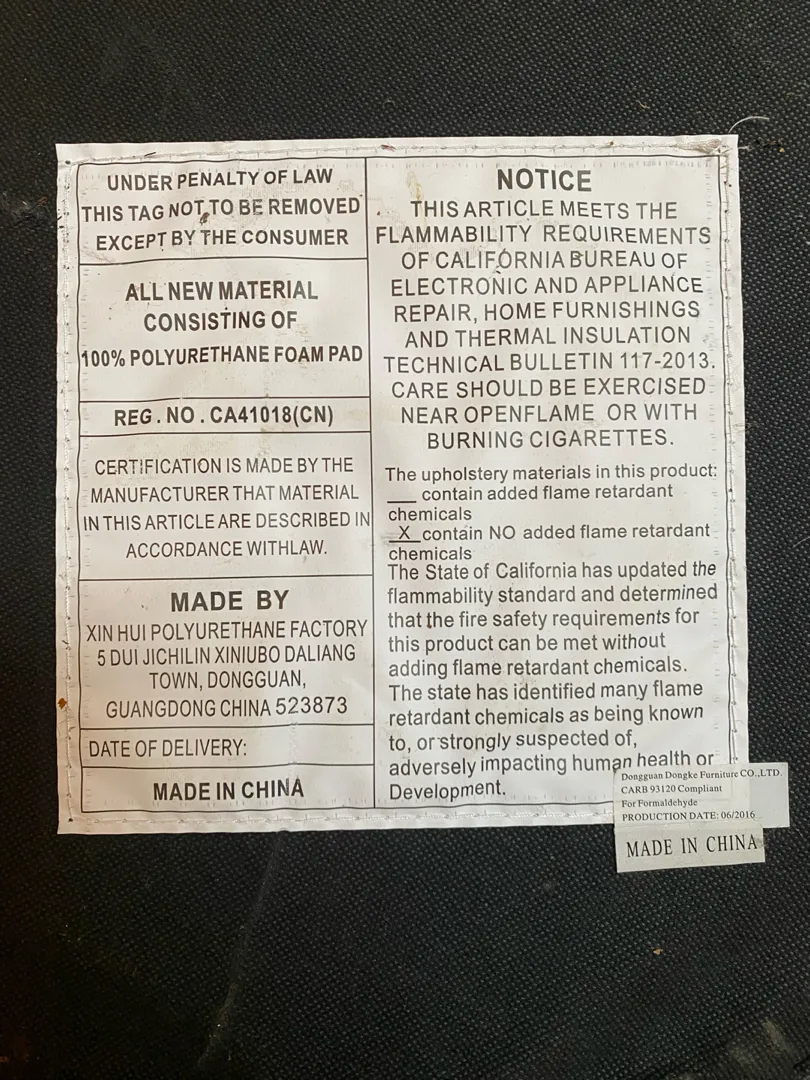 UNDER PENALTY OF LAW
THIS TAG NOT TO BE REMOVED
EXCEPT BY THE CONSUMER
ALL NEW MATERIAL
CONSISTING OF
100% POLYURETHANE FOAM PAD
REG.NO.CA41018(CN)
CERTIFICATION IS MADE BY THE
MANUFACTURER THAT MATERIAL
IN THIS ARTICLE ARE DESCRIBED IN
ACCORDANCE WITHLAW.
MADE BY
XIN HUI POLYURETHANE FACTORY
5 DUI JICHILIN XINIUBO DALIANG
TOWN, DONGGUAN,
GUANGDONG CHINA 523873
DATE OF DELIVERY:
MADE IN CHINA
NOTICE
THIS ARTICLE MEETS THE
FLAMMABILITY REQUIREMENTS
OF CALIFORNIA BUREAU OF
ELECTRONIC AND APPLIANCE
REPAIR, HOME FURNISHINGS
AND THERMAL INSULATION
TECHNICAL BULLETIN 117-2013.
CARE SHOULD BE EXERCISED
NEAR OPENFLAME OR WITH
BURNING CIGARETTES.
The upholstery materials in this product:
___ contain added flame retardant
chemicals
_X_contain NO added flame retardant
chemicals
The State of California has updated the
flammability standard and determined
that the fire safety requirements for
this product can be met without
adding flame retardant chemicals.
The state has identified many flame
retardant chemicals as being known
to, or strongly suspected of,
adversely impacting human health or
Development.
Dongguan Dongke Furniture CO.,LTD.
CARB 93120 Compliant
For Formaldehyde
PRODUCTION DATE: 06/2016
MADE IN CHINA